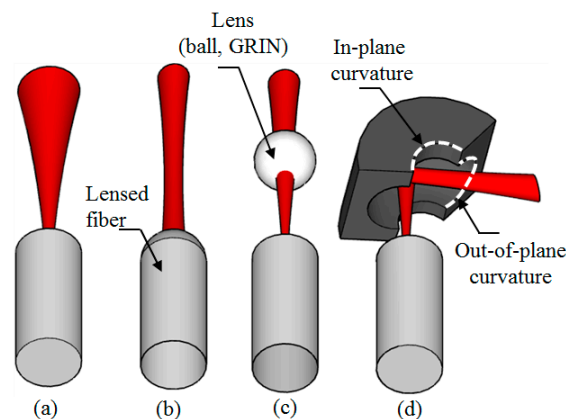 Lens
(ball, GRIN)
In-plane
curvature
Lensed
fiber
Out-of-plane
curvature
(a)
(b)
(c)
(d)